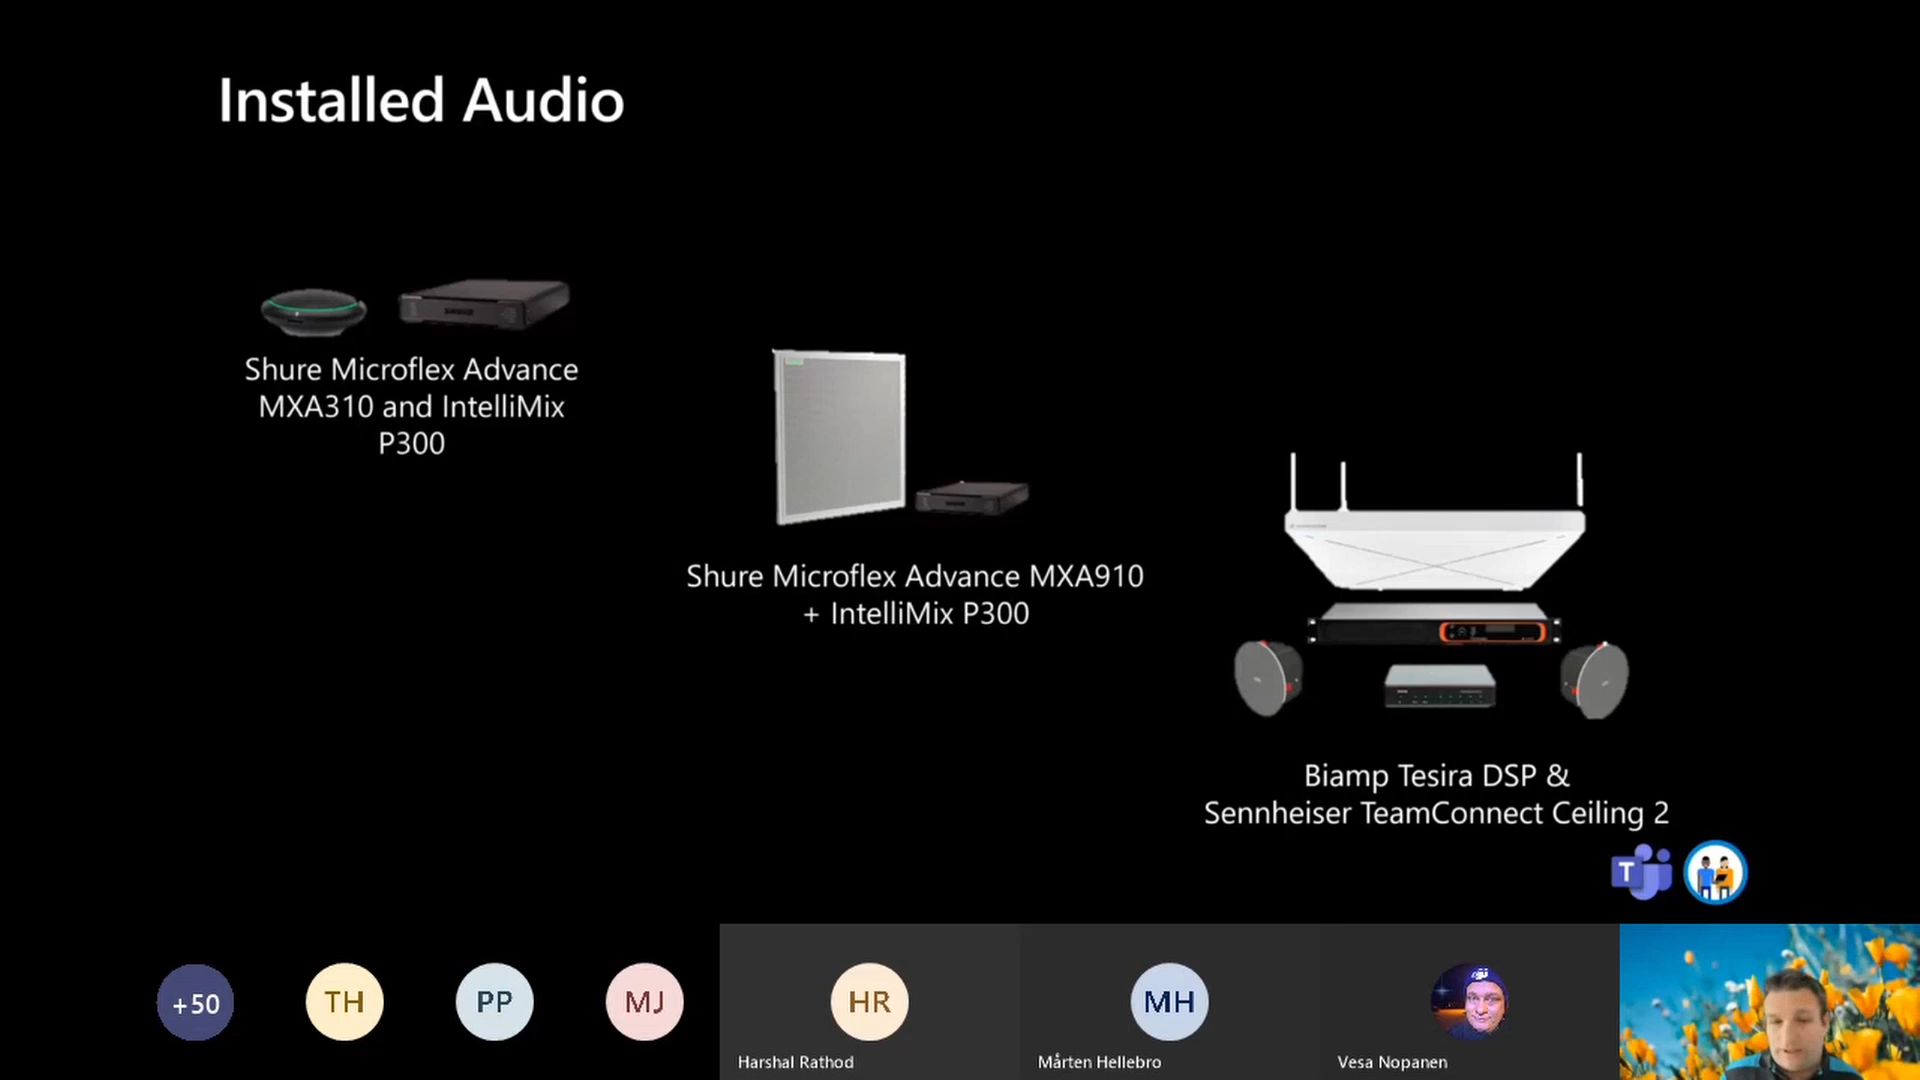 Installed Audio
Shure Microflex Advance
MXA310 and IntelliMix
P300
Shure Microflex Advance MXA910
+ IntelliMix P300
Biamp Tesira DSP &
Sennheiser TeamConnect Ceiling 2
T
+50
TH
PP
MJ
HR
MH
Harshal Rathod
Mårten Hellebro
Vesa Nopanen